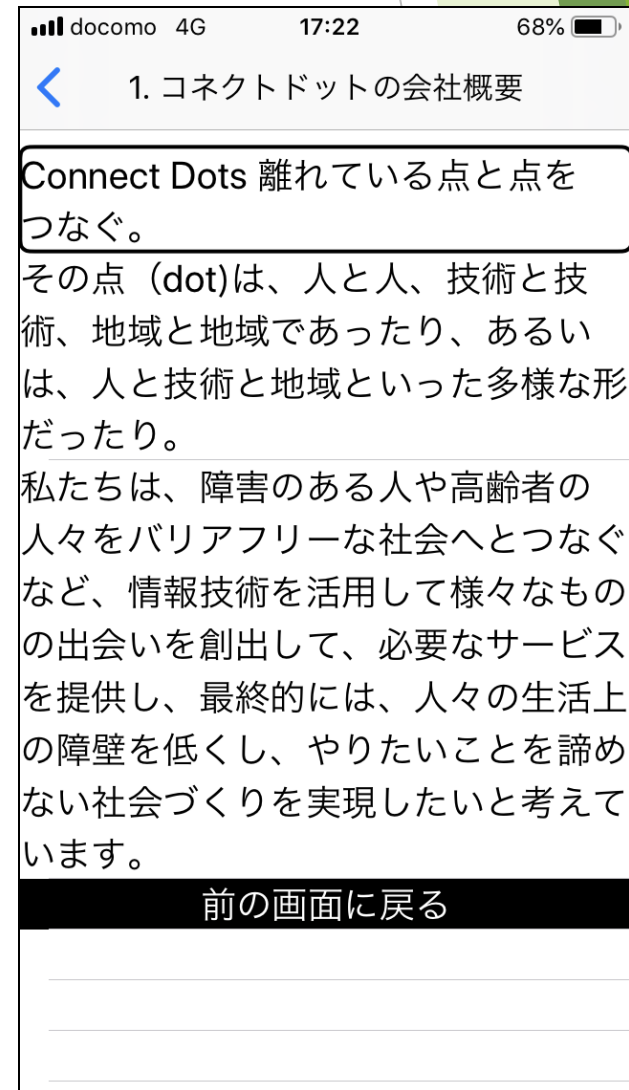 docomo 4G 17:22 68%
1. コネクトドットの会社概要
Connect Dots 離れている点と点を
つなぐ。
その点（dot)は、人と人、技術と技
術、地域と地域であったり、あるい
は、人と技術と地域といった多様な形
だったり。
私たちは、障害のある人や高齢者の
人々をバリアフリーな社会へとつなぐ
など、情報技術を活用して様々なもの
の出会いを創出して、必要なサービス
を提供し、最終的には、人々の生活上
の障壁を低くし、やりたいことを諦め
ない社会づくりを実現したいと考えて
います。
前の画面に戻る